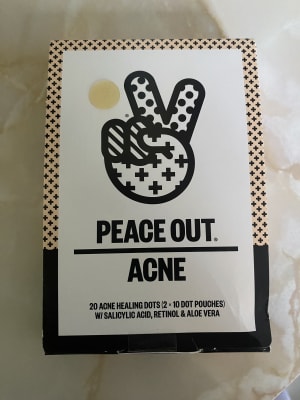 PEACE OUT®
ACNE
20 ACNE HEALING DOTS (2 × 10 DOT POUCHES)
W/ SALICYLIC ACID, RETINOL & ALOE VERA